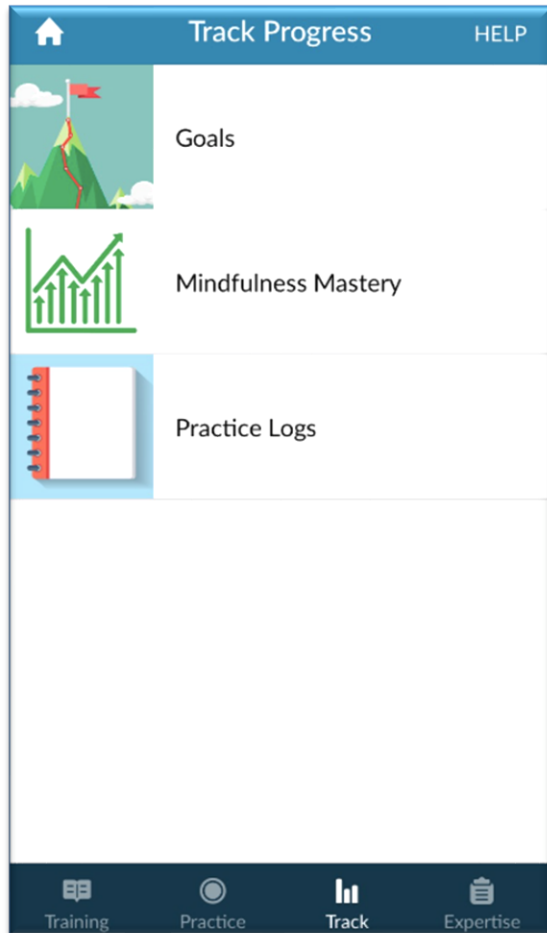 Track Progress HELP
Goals
Mindfulness Mastery
Practice Logs
Training Practice Track Expertise